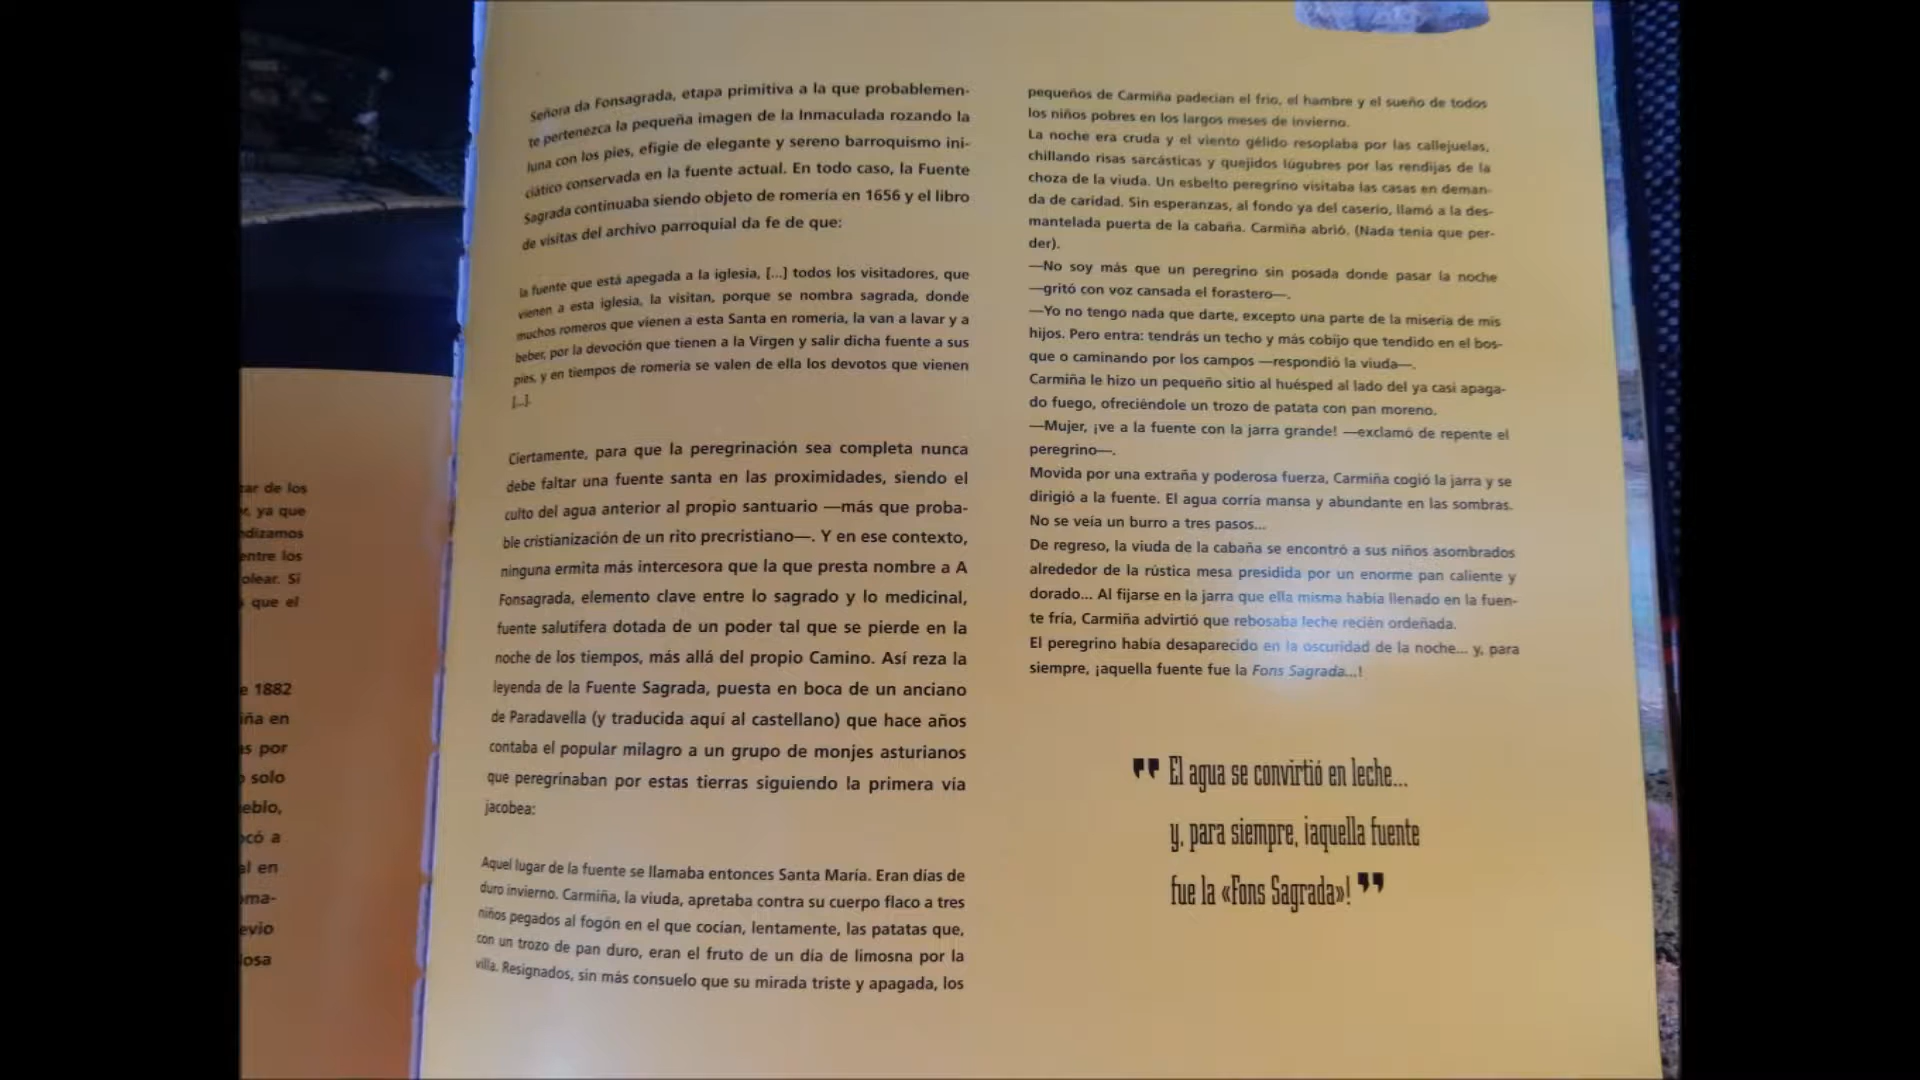 zar de los
r, ya que
ndizamos
entre los
olear. Si
que el
e 1882
iña en
as por
o solo
eblo,
ocó a
al en
oma-
evio
losa
Señora da Fonsagrada, etapa primitiva a la que probablemen-
te pertenezca la pequeña imagen de la Inmaculada rozando la
luna con los pies, efigie de elegante y sereno barroquismo ini-
ciático conservada en la fuente actual. En todo caso, la Fuente
Sagrada continuaba siendo objeto de romería en 1656 y el libro
de visitas del archivo parroquial da fe de que:
la fuente que está apegada a la iglesia, [...] todos los visitadores, que
vienen a esta iglesia, la visitan, porque se nombra sagrada, donde
muchos romeros que vienen a esta Santa en romería, la van a lavar y a
beber, por la devoción que tienen a la Virgen y salir dicha fuente a sus
pies, y en tiempos de romería se valen de ella los devotos que vienen
[...].
Ciertamente, para que la peregrinación sea completa nunca
debe faltar una fuente santa en las proximidades, siendo el
culto del agua anterior al propio santuario —más que proba-
ble cristianización de un rito precristiano—. Y en ese contexto,
ninguna ermita más intercesora que la que presta nombre a A
Fonsagrada, elemento clave entre lo sagrado y lo medicinal,
fuente salutífera dotada de un poder tal que se pierde en la
noche de los tiempos, más allá del propio Camino. Así reza la
leyenda de la Fuente Sagrada, puesta en boca de un anciano
de Paradavella (y traducida aquí al castellano) que hace años
contaba el popular milagro a un grupo de monjes asturianos
que peregrinaban por estas tierras siguiendo la primera vía
jacobea:
Aquel lugar de la fuente se llamaba entonces Santa María. Eran días de
duro invierno. Carmiña, la viuda, apretaba contra su cuerpo flaco a tres
niños pegados al fogón en el que cocían, lentamente, las patatas que,
con un trozo de pan duro, eran el fruto de un día de limosna por la
villa. Resignados, sin más consuelo que su mirada triste y apagada, los
pequeños de Carmiña padecían el frío, el hambre y el sueño de todos
los niños pobres en los largos meses de invierno.
La noche era cruda y el viento gélido resoplaba por las callejuelas,
chillando risas sarcásticas y quejidos lúgubres por las rendijas de la
choza de la viuda. Un esbelto peregrino visitaba las casas en deman-
da de caridad. Sin esperanzas, al fondo ya del caserío, llamó a la des-
mantelada puerta de la cabaña. Carmiña abrió. (Nada tenía que per-
der).
—No soy más que un peregrino sin posada donde pasar la noche
—gritó con voz cansada el forastero—.
—Yo no tengo nada que darte, excepto una parte de la miseria de mis
hijos. Pero entra: tendrás un techo y más cobijo que tendido en el bos-
que o caminando por los campos —respondió la viuda—.
Carmiña le hizo un pequeño sitio al huésped al lado del ya casi apaga-
do fuego, ofreciéndole un trozo de patata con pan moreno.
—Mujer, ¡ve a la fuente con la jarra grande! —exclamó de repente el
peregrino—.
Movida por una extraña y poderosa fuerza, Carmiña cogió la jarra y se
dirigió a la fuente. El agua corría mansa y abundante en las sombras.
No se veía un burro a tres pasos...
De regreso, la viuda de la cabaña se encontró a sus niños asombrados
alrededor de la rústica mesa presidida por un enorme pan caliente y
dorado... Al fijarse en la jarra que ella misma había llenado en la fuen-
te fría, Carmiña advirtió que rebosaba leche recién ordeñada.
El peregrino había desaparecido en la oscuridad de la noche... y, para
siempre, ¡aquella fuente fue la Fons Sagrada...!
" El agua se convirtió en leche...
y, para siempre, ¡aquella fuente
fue la «Fons Sagrada»! "